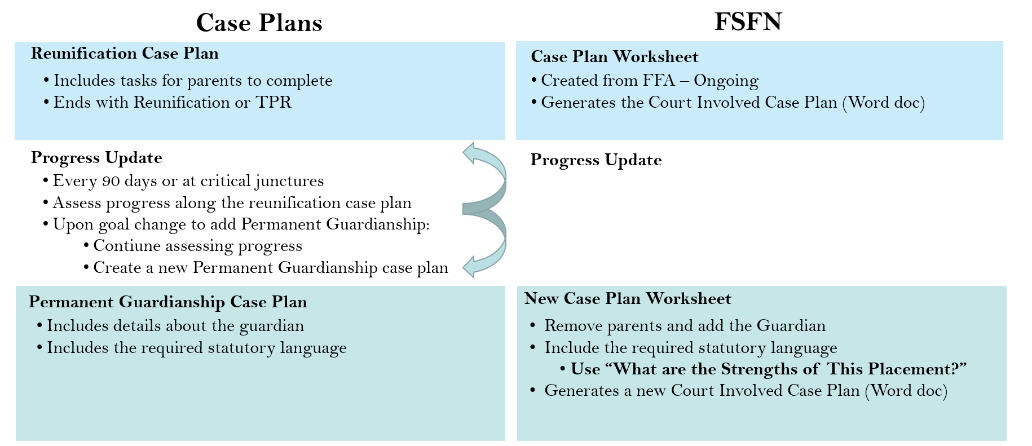 Case Plans
Reunification Case Plan
• Includes tasks for parents to complete
• Ends with Reunification or TPR
Progress Update
• Every 90 days or at critical junctures
• Assess progress along the reunification case plan
• Upon goal change to add Permanent Guardianship:
• Contiune assessing progress
• Create a new Permanent Guardianship case plan
Permanent Guardianship Case Plan
• Includes details about the guardian
• Includes the required statutory language
FSFN
Case Plan Worksheet
• Created from FFA – Ongoing
• Generates the Court Involved Case Plan (Word doc)
Progress Update
New Case Plan Worksheet
• Remove parents and add the Guardian
• Include the required statutory language
• Use “What are the Strengths of This Placement?”
• Generates a new Court Involved Case Plan (Word doc)